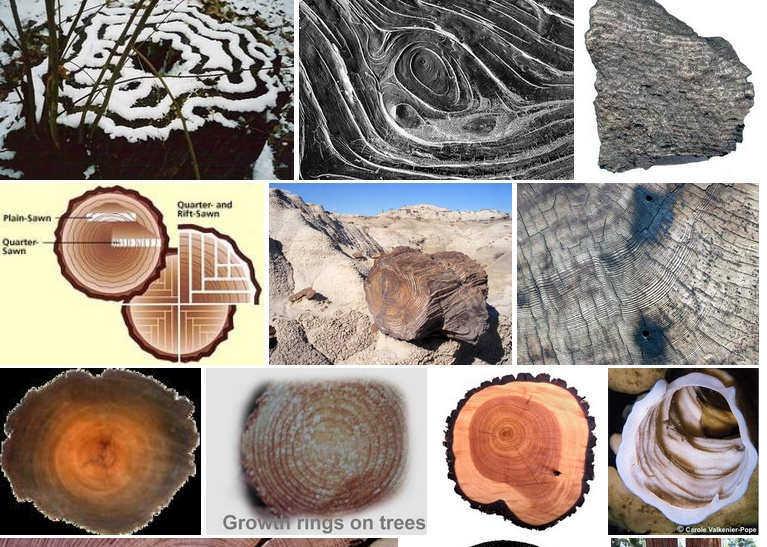 Plain-Sawn
Quarter-
Sawn
Quarter- and
Rift-Sawn
Growth rings on trees
© Carole Valkenier-Pope